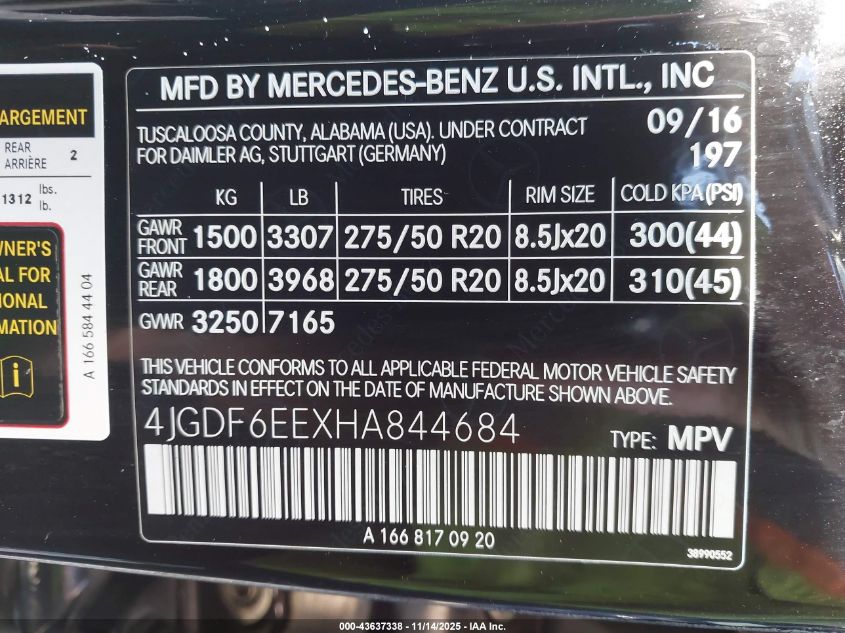 ARGEMENT
REAR
ARRIÈRE 2
1312 lbs.
lb.
WNER'S
AL FOR
IONAL
MATION
i
A 166 584 44 04
MFD BY MERCEDES-BENZ U.S. INTL., INC
TUSCALOOSA COUNTY, ALABAMA (USA). UNDER CONTRACT
FOR DAIMLER AG, STUTTGART (GERMANY)
09/16
197
KG LB TIRES RIM SIZE COLD KPA(PSI)
GAWR FRONT 1500 3307 275/50 R20 8.5Jx20 300(44)
GAWR REAR 1800 3968 275/50 R20 8.5Jx20 310(45)
GVWR 3250 7165
THIS VEHICLE CONFORMS TO ALL APPLICABLE FEDERAL MOTOR VEHICLE SAFETY
STANDARDS IN EFFECT ON THE DATE OF MANUFACTURE SHOWN ABOVE.
4JGDF6EEXHA844684
TYPE: MPV
A 166 817 09 20
38990552
000-43637338 - 11/14/2025 - IAA Inc.